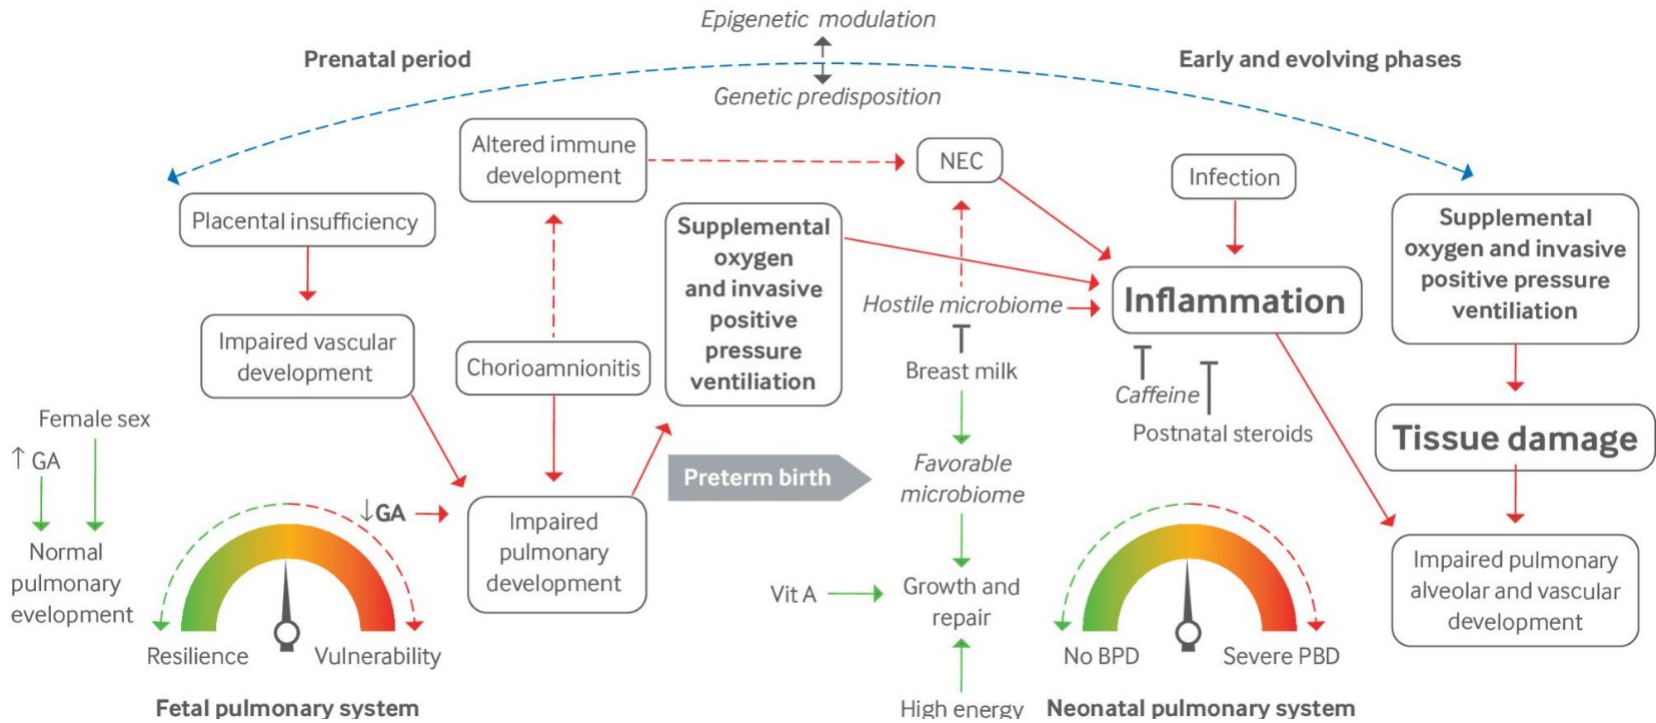 Epigenetic modulation
Prenatal period
Early and evolving phases
Genetic predisposition
Altered immune
development
NEC
Infection
Placental insufficiency
Supplemental
oxygen
and invasive
positive
pressure
ventiliation
Supplemental
oxygen and invasive
positive pressure
ventiliation
Hostile microbiome
Inflammation
Impaired vascular
development
Chorioamnionitis
Breast milk
Caffeine
Postnatal steroids
Tissue damage
Female sex
↑ GA
Normal
pulmonary
evelopment
↓GA
Impaired
pulmonary
development
Preterm birth
Favorable
microbiome
Vit A
Growth and
repair
High energy
Impaired pulmonary
alveolar and vascular
development
Resilience
Vulnerability
Fetal pulmonary system
No BPD
Severe PBD
Neonatal pulmonary system